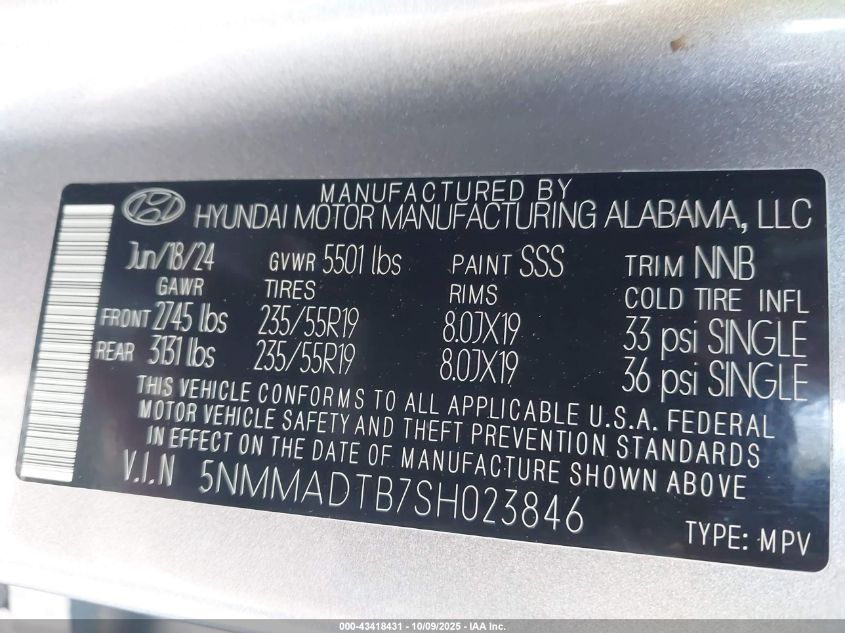 MANUFACTURED BY
HYUNDAI MOTOR MANUFACTURING ALABAMA, LLC
Jun/18/24 GVWR 5501 lbs PAINT SSS TRIM NNB
GAWR TIRES RIMS COLD TIRE INFL
FRONT 2745 lbs 235/55R19 8.0JX19 33 psi SINGLE
REAR 3131 lbs 235/55R19 8.0JX19 36 psi SINGLE
THIS VEHICLE CONFORMS TO ALL APPLICABLE U.S.A. FEDERAL
MOTOR VEHICLE SAFETY AND THEFT PREVENTION STANDARDS
IN EFFECT ON THE DATE OF MANUFACTURE SHOWN ABOVE
V.I.N 5NMMADTB7SH023846
TYPE: MPV
000-43418431 - 10/09/2025 - IAA Inc.